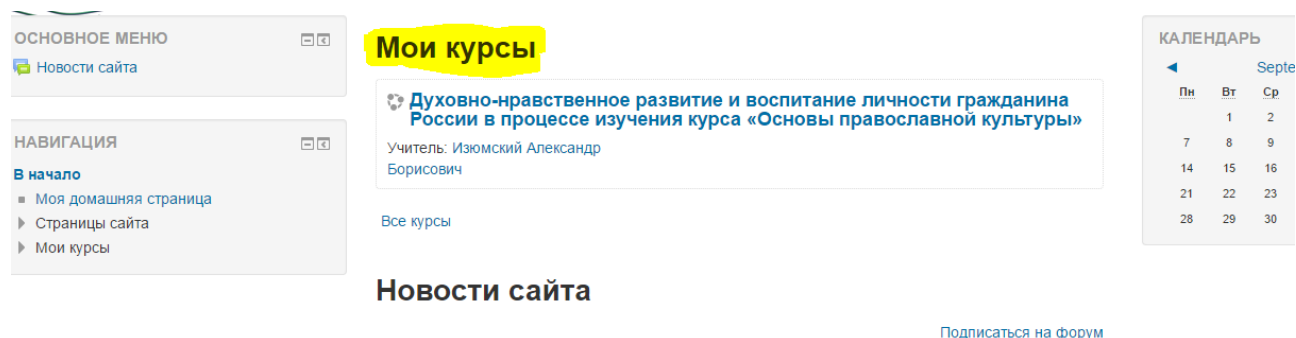 ОСНОВНОЕ МЕНЮ
Новости сайта
НАВИГАЦИЯ
В начало
Моя домашняя страница
Страницы сайта
Мои курсы
Мои курсы
Духовно-нравственное развитие и воспитание личности гражданина
России в процессе изучения курса «Основы православной культуры»
Учитель: Изюмский Александр
Борисович
Все курсы
Новости сайта
Подписаться на форум
КАЛЕНДАРЬ
◄ Septe
Пн Вт Ср
1 2
7 8 9
14 15 16
21 22 23
28 29 30